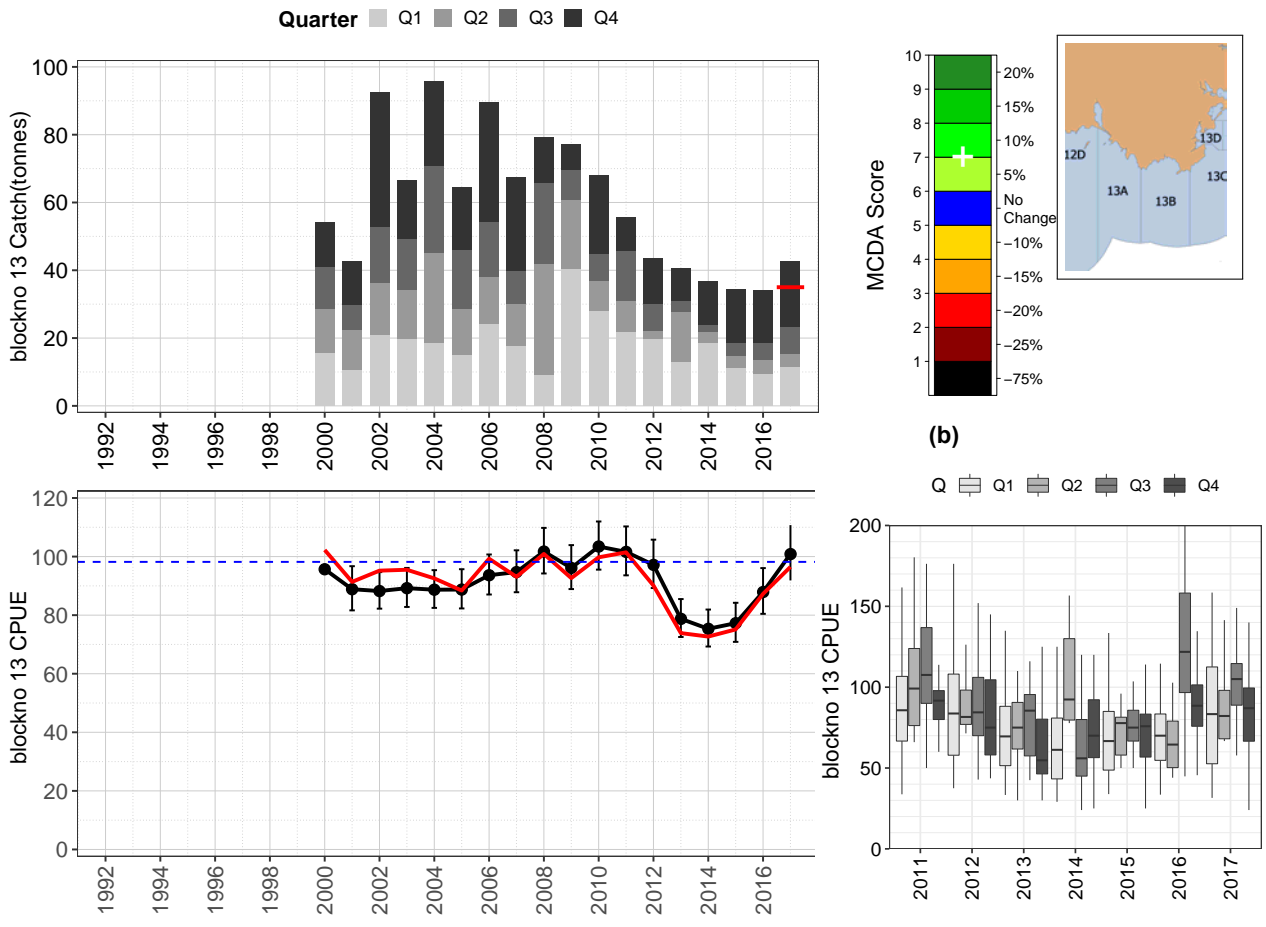 Quarter Q1 Q2 Q3 Q4
blockno 13 Catch(tonnes)
100
80
60
40
20
0
1992 1994 1996 1998 2000 2002 2004 2006 2008 2010 2012 2014 2016
MCDA Score
10
9
8
7
6
5
4
3
2
1
20%
15%
10%
5%
No
Change
−10%
−15%
−20%
−25%
−75%
12D
13A
13B
13C
13D
blockno 13 CPUE
120
100
80
60
40
20
0
1992 1994 1996 1998 2000 2002 2004 2006 2008 2010 2012 2014 2016
(b)
Q Q1 Q2 Q3 Q4
blockno 13 CPUE
200
150
100
50
0
2011 2012 2013 2014 2015 2016 2017